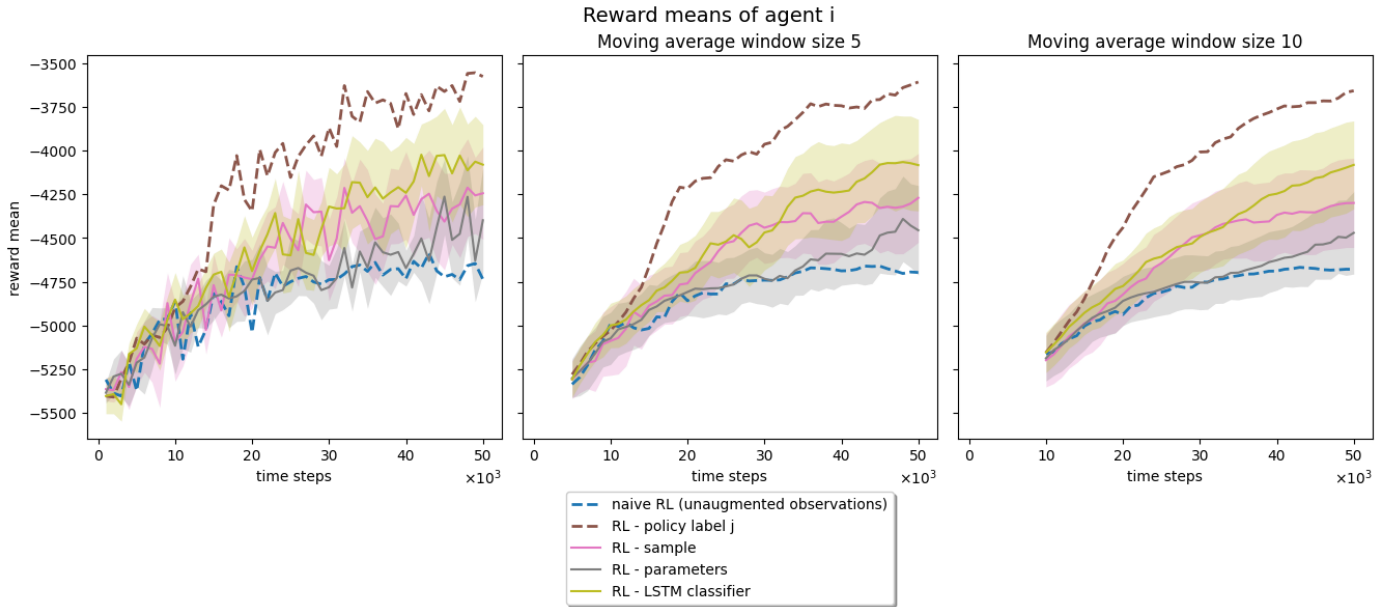 Reward means of agent i
Moving average window size 5
Moving average window size 10
reward mean
−3500
−3750
−4000
−4250
−4500
−4750
−5000
−5250
−5500
0 10 20 30 40 50
time steps
×10³
0 10 20 30 40 50
time steps
×10³
0 10 20 30 40 50
time steps
×10³
naive RL (unaugmented observations)
RL - policy label j
RL - sample
RL - parameters
RL - LSTM classifier